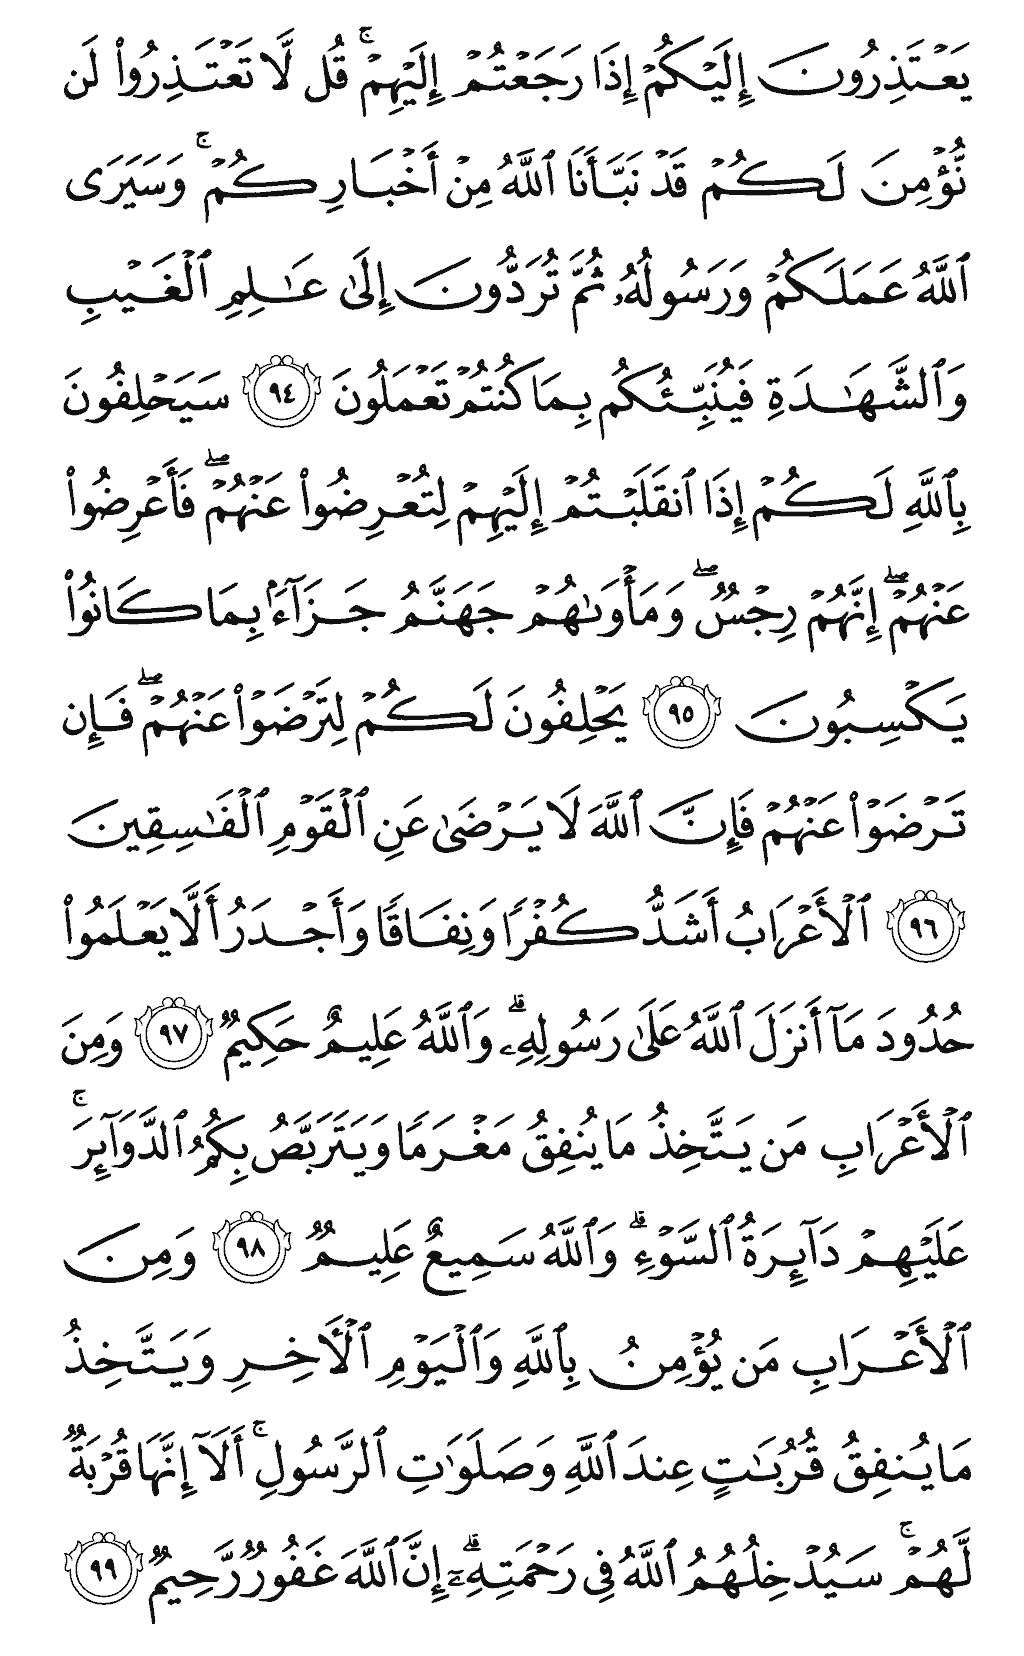 يَعْتَذِرُونَ إِلَيْكُمْ إِذَا رَجَعْتُمْ إِلَيْهِمْ ۚ قُل لَّا تَعْتَذِرُوا۟ لَن
نُّؤْمِنَ لَكُمْ قَدْ نَبَّأَنَا ٱللَّهُ مِنْ أَخْبَارِكُمْ ۚ وَسَيَرَى
ٱللَّهُ عَمَلَكُمْ وَرَسُولُهُۥ ثُمَّ تُرَدُّونَ إِلَىٰ عَـٰلِمِ ٱلْغَيْبِ
وَٱلشَّهَـٰدَةِ فَيُنَبِّئُكُم بِمَا كُنتُمْ تَعْمَلُونَ ٩٤ سَيَحْلِفُونَ
بِٱللَّهِ لَكُمْ إِذَا ٱنقَلَبْتُمْ إِلَيْهِمْ لِتُعْرِضُوا۟ عَنْهُمْ ۖ فَأَعْرِضُوا۟
عَنْهُمْ ۖ إِنَّهُمْ رِجْسٌ ۖ وَمَأْوَىٰهُمْ جَهَنَّمُ جَزَآءًۢ بِمَا كَانُوا۟
يَكْسِبُونَ ٩٥ يَحْلِفُونَ لَكُمْ لِتَرْضَوْا۟ عَنْهُمْ ۖ فَإِن
تَرْضَوْا۟ عَنْهُمْ فَإِنَّ ٱللَّهَ لَا يَرْضَىٰ عَنِ ٱلْقَوْمِ ٱلْفَـٰسِقِينَ
٩٦ ٱلْأَعْرَابُ أَشَدُّ كُفْرًا وَنِفَاقًا وَأَجْدَرُ أَلَّا يَعْلَمُوا۟
حُدُودَ مَآ أَنزَلَ ٱللَّهُ عَلَىٰ رَسُولِهِۦ ۗ وَٱللَّهُ عَلِيمٌ حَكِيمٌ ٩٧ وَمِنَ
ٱلْأَعْرَابِ مَن يَتَّخِذُ مَا يُنفِقُ مَغْرَمًا وَيَتَرَبَّصُ بِكُمُ ٱلدَّوَآئِرَ ۚ
عَلَيْهِمْ دَآئِرَةُ ٱلسَّوْءِ ۗ وَٱللَّهُ سَمِيعٌ عَلِيمٌ ٩٨ وَمِنَ
ٱلْأَعْرَابِ مَن يُؤْمِنُ بِٱللَّهِ وَٱلْيَوْمِ ٱلْـَٔاخِرِ وَيَتَّخِذُ
مَا يُنفِقُ قُرُبَـٰتٍ عِندَ ٱللَّهِ وَصَلَوَٰتِ ٱلرَّسُولِ ۚ أَلَآ إِنَّهَا قُرْبَةٌ
لَّهُمْ ۚ سَيُدْخِلُهُمُ ٱللَّهُ فِى رَحْمَتِهِۦٓ ۗ إِنَّ ٱللَّهَ غَفُورٌ رَّحِيمٌ ٩٩